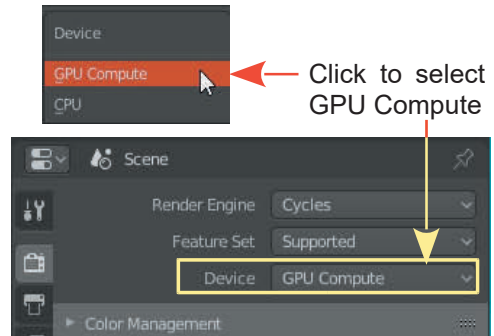 Device
GPU Compute
CPU
Click to select
GPU Compute
Scene
Render Engine Cycles
Feature Set Supported
Device GPU Compute
Color Management